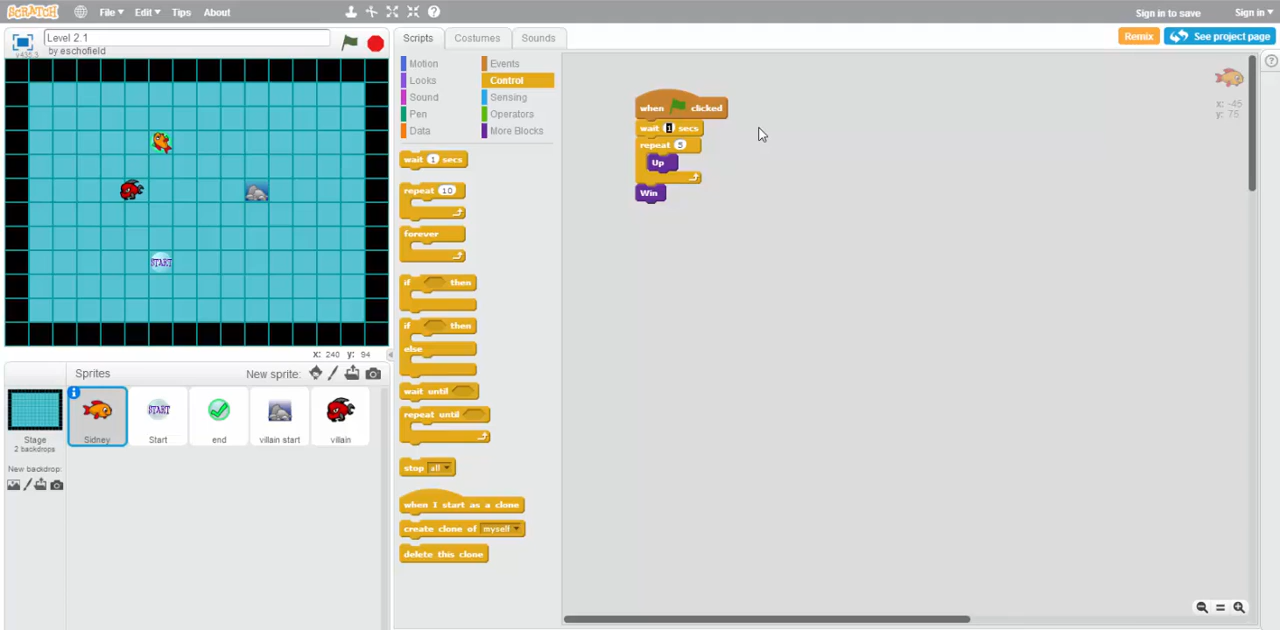 SCRATCH File Edit Tips About Sign in to save Sign in
Level 2.1 Scripts Costumes Sounds Remix See project page
by eschofield
Motion Events
Looks Control
Sound Sensing
Pen Operators
Data More Blocks
when clicked
wait 1 secs
repeat 5
Up
Win
wait 1 secs
repeat 10
forever
if then
if then
else
wait until
repeat until
stop all
when I start as a clone
create clone of myself
delete this clone
x: -45
y: 75
START
x: 240 y: 94
Sprites New sprite:
Stage
2 backdrops
New backdrop:
Sidney
START
Start
end
villain start
villain